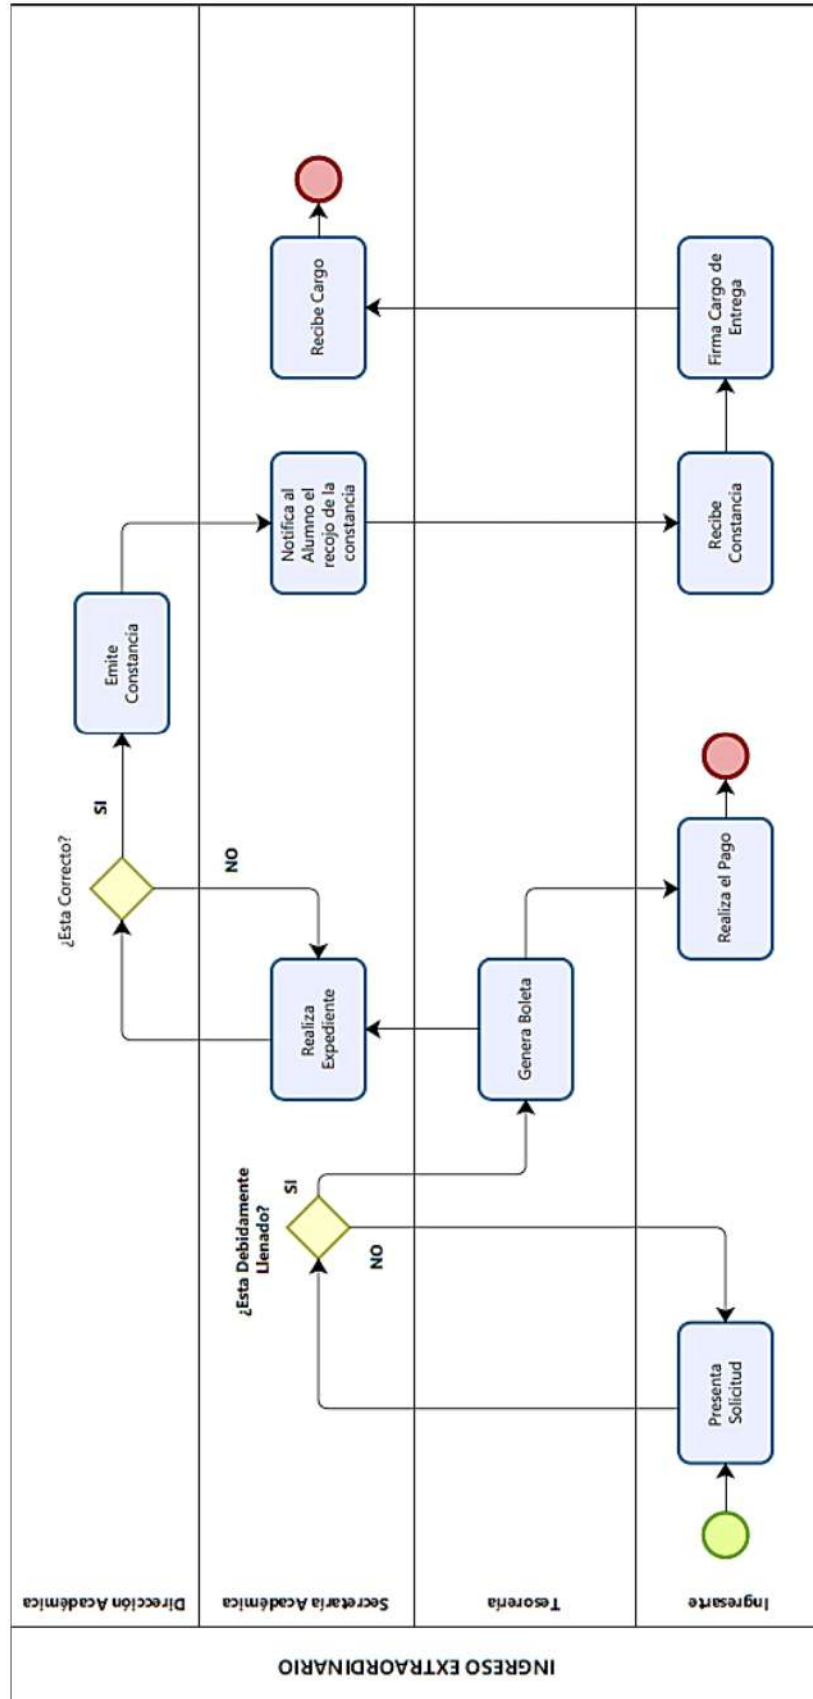 INGRESO EXTRAORDINARIO
Dirección Académica
¿Esta Correcto?
SI
NO
Emite
Constancia
Secretaría Académica
¿Esta Debidamente
Llenado?
SI
NO
Realiza
Expediente
Notifica al
Alumno el
recojo de la
constancia
Recibe Cargo
Tesorería
Genera Boleta
Ingresarte
Presenta
Solicitud
Realiza el Pago
Recibe
Constancia
Firma Cargo de
Entrega